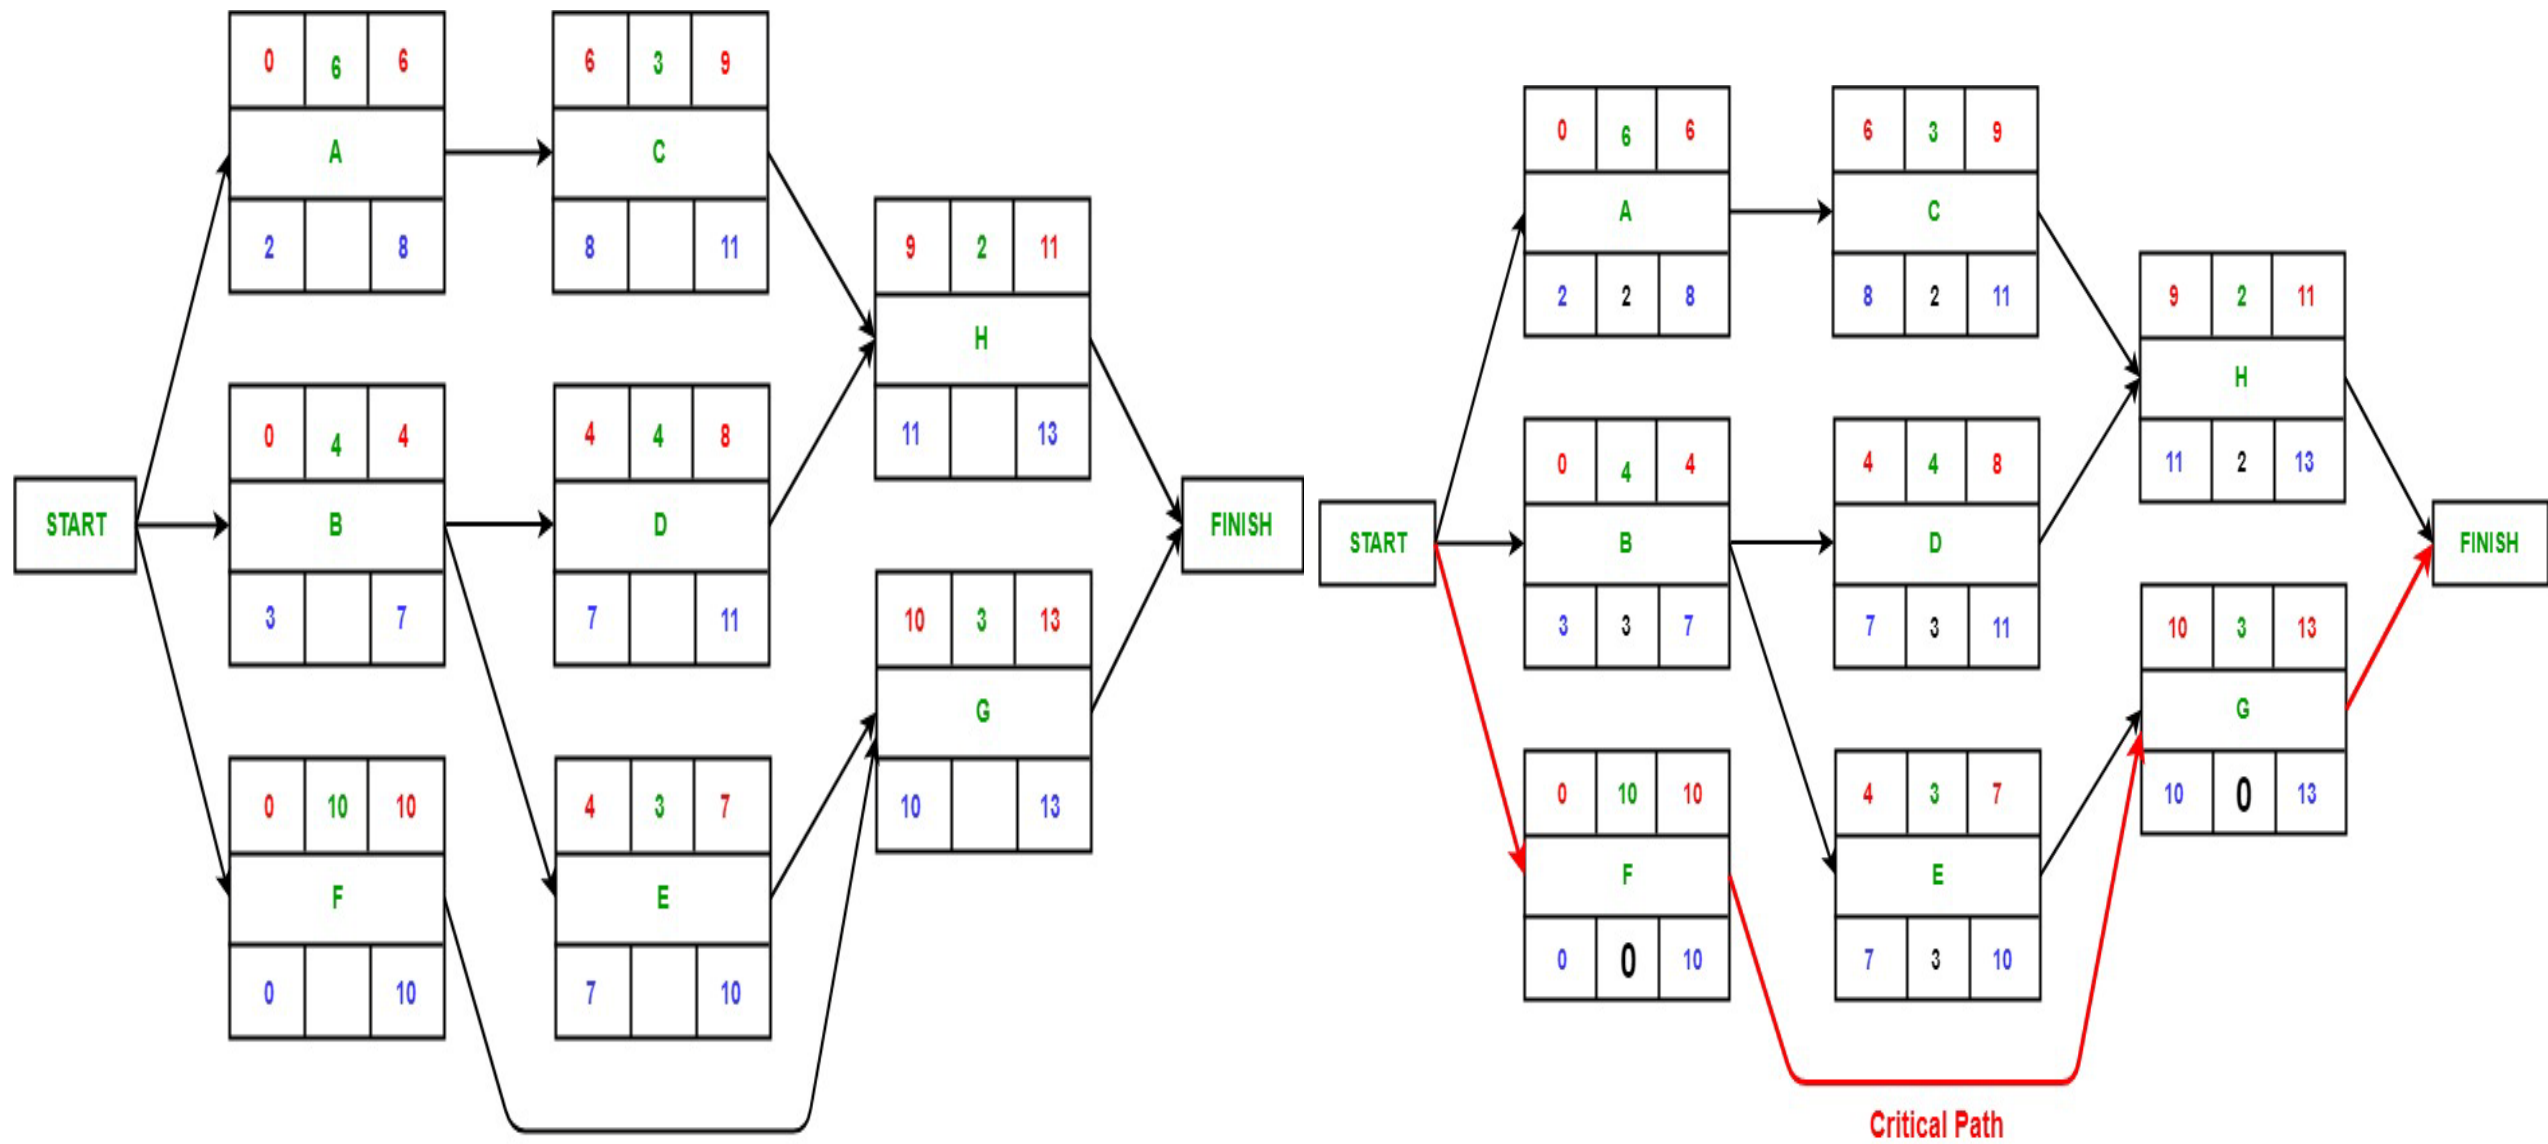 0 6 6
A
2 8
6 3 9
C
8 11
9 2 11
H
11 13
START
0 4 4
B
3 7
4 4 8
D
7 11
FINISH
10 3 13
G
10 13
0 10 10
F
0 10
4 3 7
E
7 10
0 6 6
A
2 2 8
6 3 9
C
8 2 11
9 2 11
H
11 2 13
START
0 4 4
B
3 3 7
4 4 8
D
7 3 11
FINISH
10 3 13
G
10 0 13
0 10 10
F
0 0 10
4 3 7
E
7 3 10
Critical Path